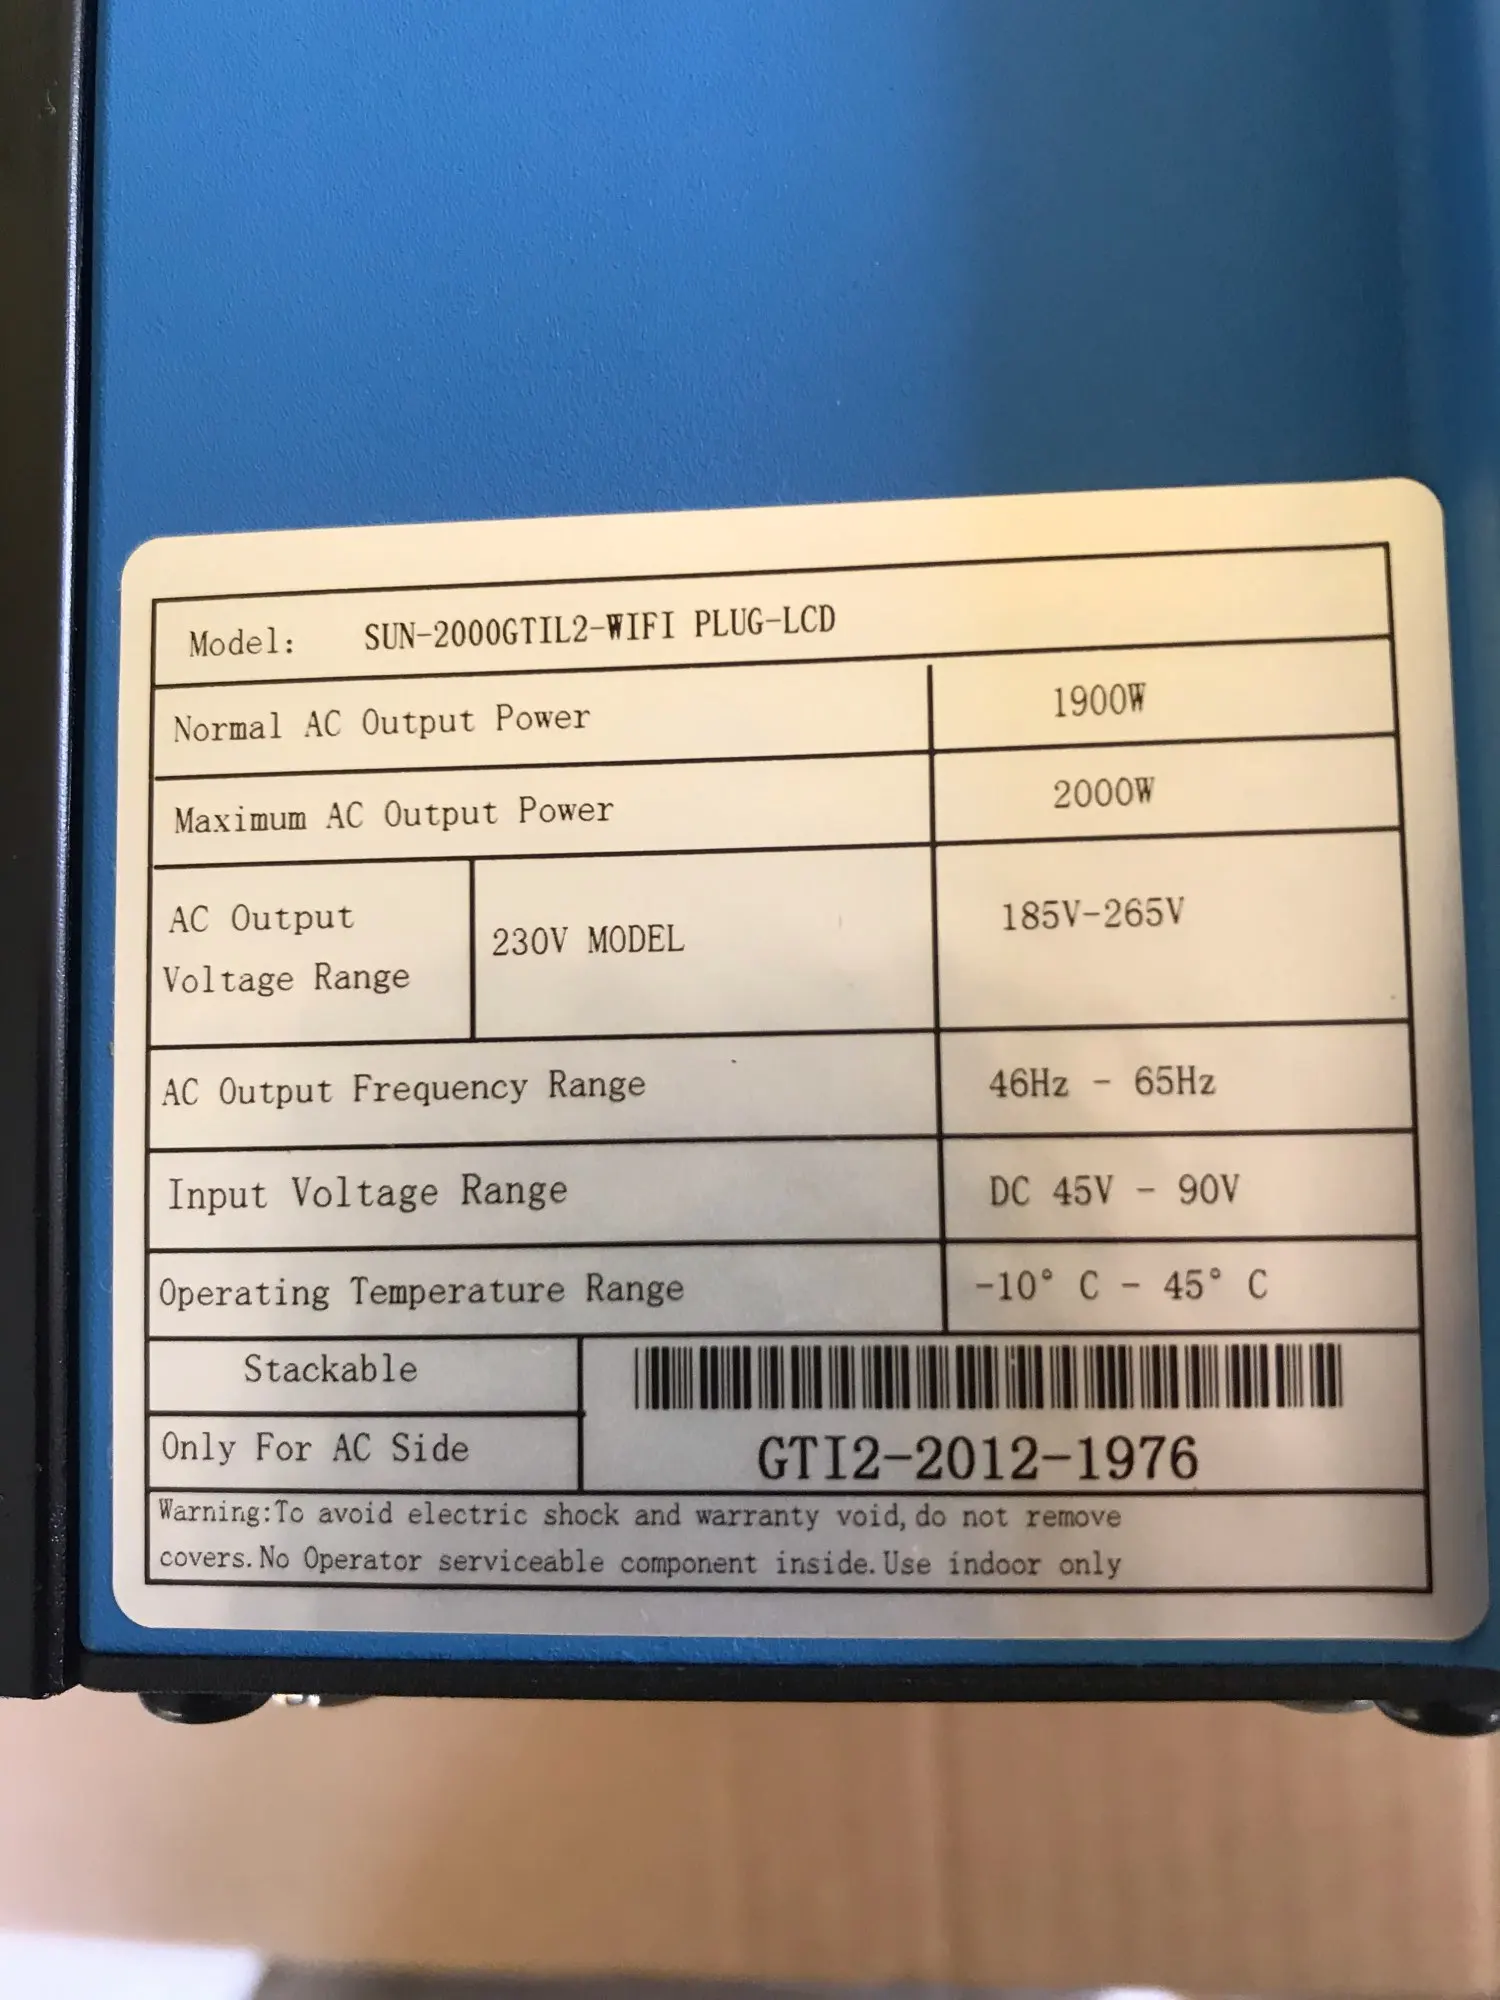 Model: SUN-2000GTIL2-WIFI PLUG-LCD
Normal AC Output Power 1900W
Maximum AC Output Power 2000W
AC Output
Voltage Range
230V MODEL
185V-265V
AC Output Frequency Range 46Hz - 65Hz
Input Voltage Range DC 45V - 90V
Operating Temperature Range -10° C - 45° C
Stackable
Only For AC Side
GTI2-2012-1976
Warning:To avoid electric shock and warranty void,do not remove
covers.No Operator serviceable component inside.Use indoor only